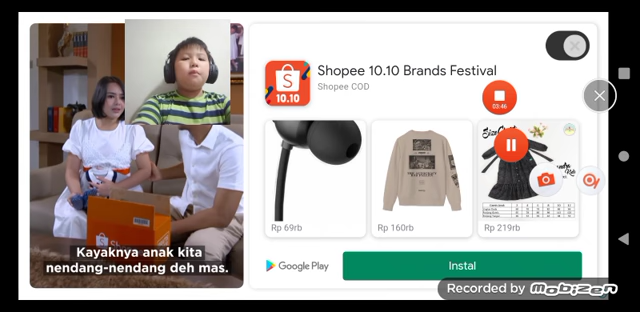 Shopee 10.10 Brands Festival
Shopee COD
S
10.10
03:46
Rp 69rb
Rp 160rb
Rp 219rb
Kayaknya anak kita
nendang-nendang deh mas.
Google Play
Instal
Recorded by Mobizen